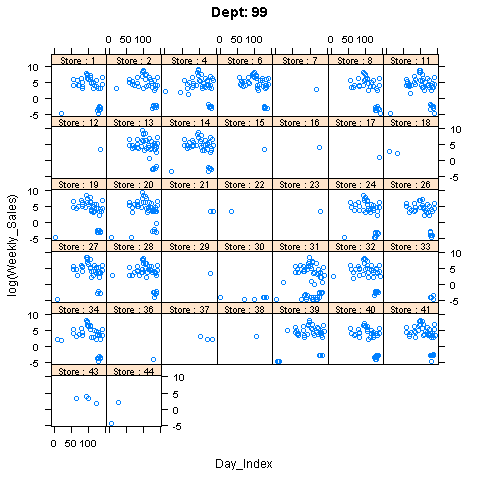 Dept: 99
0 50 100 0 50 100 0 50 100
Store : 1 Store : 2 Store : 4 Store : 6 Store : 7 Store : 8 Store : 11
10
5
0
-5
Store : 12 Store : 13 Store : 14 Store : 15 Store : 16 Store : 17 Store : 18
10
5
0
-5
Store : 19 Store : 20 Store : 21 Store : 22 Store : 23 Store : 24 Store : 26
10
5
0
-5
Store : 27 Store : 28 Store : 29 Store : 30 Store : 31 Store : 32 Store : 33
10
5
0
-5
Store : 34 Store : 36 Store : 37 Store : 38 Store : 39 Store : 40 Store : 41
10
5
0
-5
Store : 43 Store : 44
10
5
0
-5
0 50 100
log(Weekly_Sales)
Day_Index